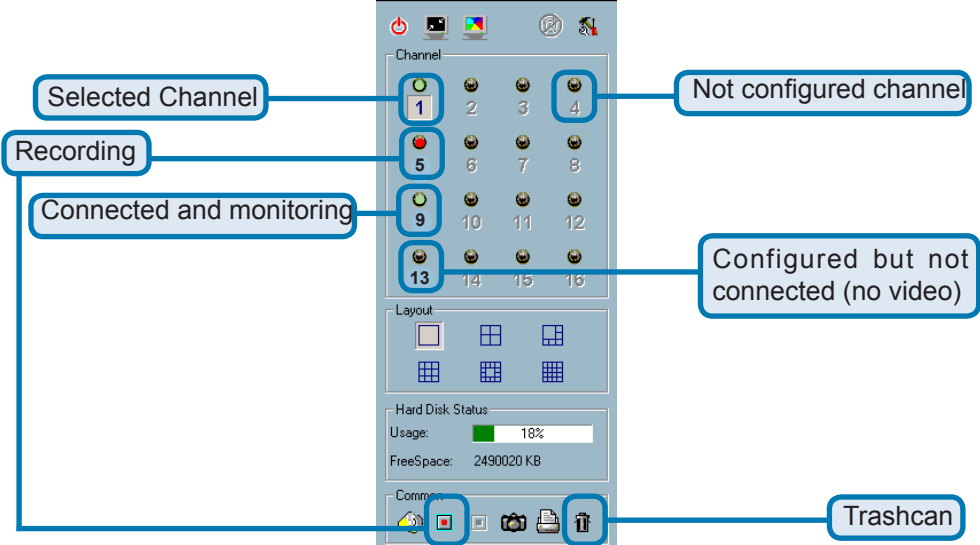 Channel
Selected Channel
Not configured channel
1 2 3 4
Recording
5 6 7 8
Connected and monitoring
9 10 11 12
Configured but not
connected (no video)
13 14 15 16
Layout
Hard Disk Status
Usage: 18%
FreeSpace: 2490020 KB
Common
Trashcan